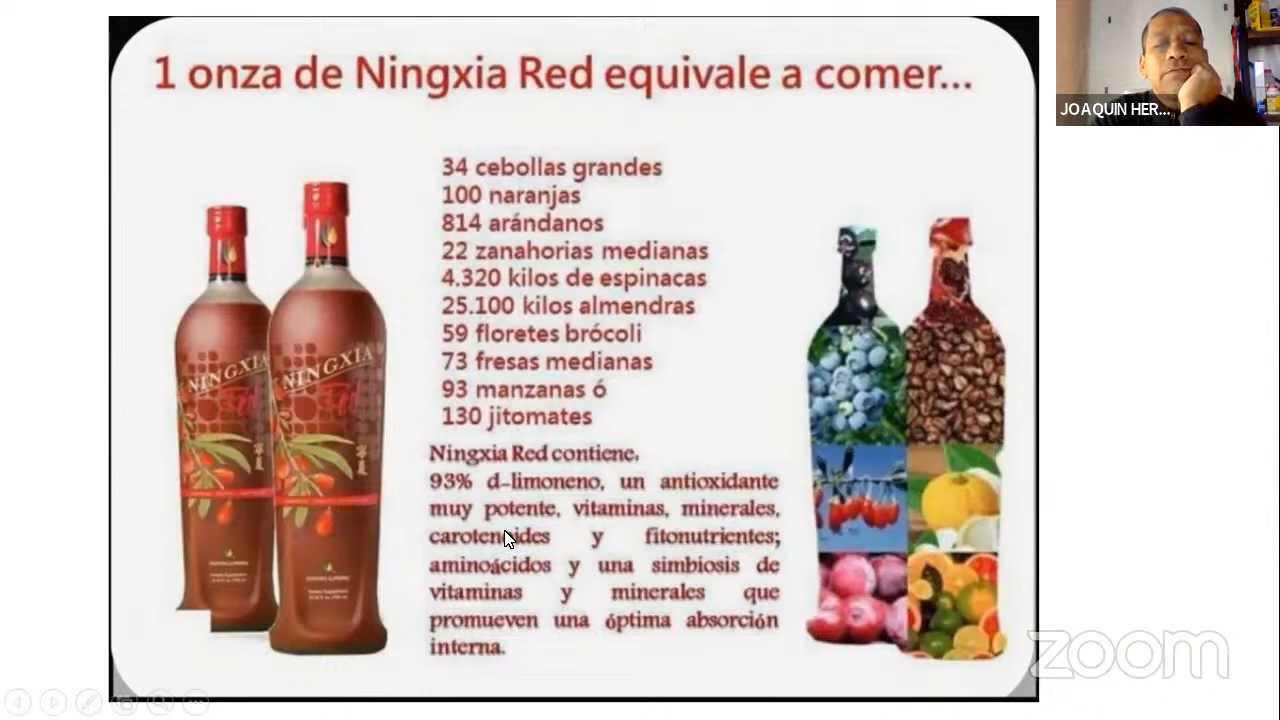 1 onza de Ningxia Red equivale a comer...
34 cebollas grandes
100 naranjas
814 arándanos
22 zanahorias medianas
4.320 kilos de espinacas
25.100 kilos almendras
59 floretes brócoli
73 fresas medianas
93 manzanas ó
130 jitomates
Ningxia Red contiene.
93% d-limoneno, un antioxidante
muy potente, vitaminas, minerales,
carotenoides y fitonutrientes;
aminoácidos y una simbiosis de
vitaminas y minerales que
promueven una óptima absorción
interna.
NINGXIA
Red
NINGXIA
Red
JOAQUIN HER...
zoom